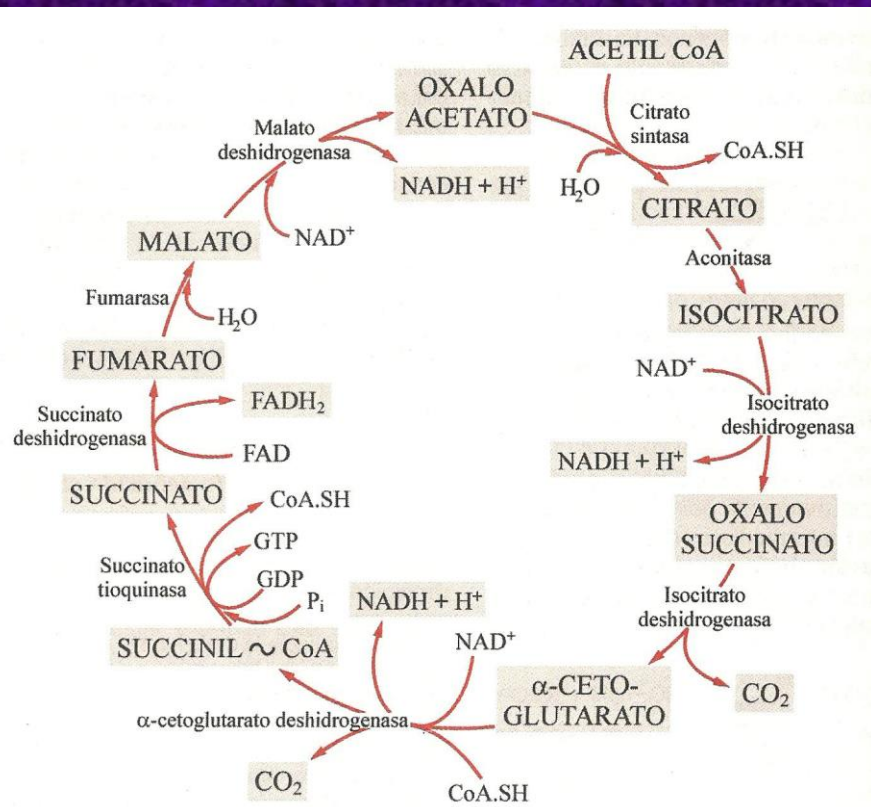 ACETIL CoA
OXALO
ACETATO
Citrato
sintasa
Malato
deshidrogenasa
CoA.SH
NADH + H⁺
H₂O
CITRATO
MALATO
NAD⁺
Aconitasa
Fumarasa
H₂O
ISOCITRATO
FUMARATO
NAD⁺
FADH₂
Isocitrato
deshidrogenasa
Succinato
deshidrogenasa
FAD
NADH + H⁺
SUCCINATO
CoA.SH
OXALO
SUCCINATO
GTP
Succinato
tioquinasa
GDP
Pᵢ
NADH + H⁺
Isocitrato
deshidrogenasa
NAD⁺
SUCCINIL ~ CoA
α-CETO-
GLUTARATO
CO₂
α-cetoglutarato deshidrogenasa
CO₂
CoA.SH